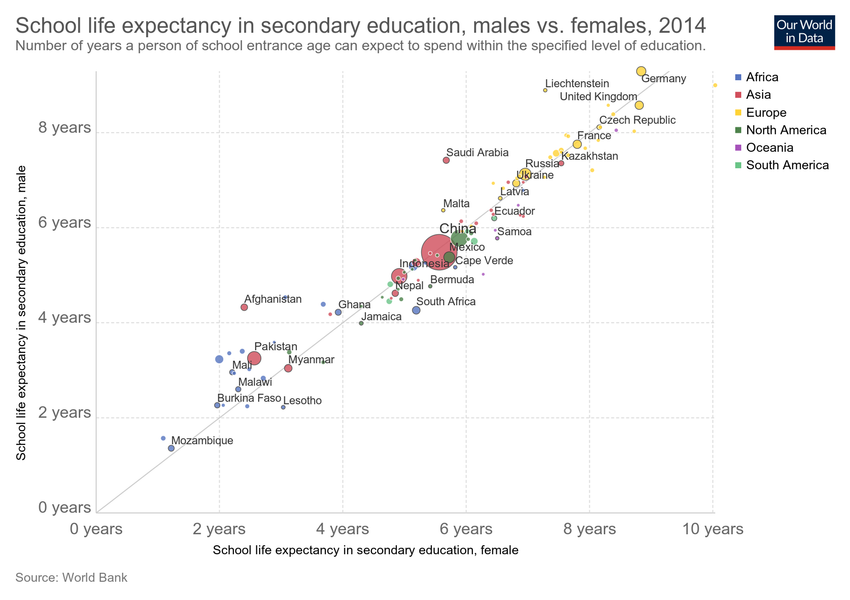 School life expectancy in secondary education, males vs. females, 2014
Number of years a person of school entrance age can expect to spend within the specified level of education.
Our World
in Data
Germany
Liechtenstein
United Kingdom
Africa
Asia
Europe
North America
Oceania
South America
8 years
Czech Republic
France
Saudi Arabia
Kazakhstan
Russia
Ukraine
Latvia
Malta
Ecuador
6 years
China
Samoa
Mexico
Indonesia
Cape Verde
Bermuda
Nepal
Afghanistan
Ghana
South Africa
Jamaica
4 years
Pakistan
Myanmar
Mali
Malawi
Burkina Faso
Lesotho
2 years
Mozambique
0 years
School life expectancy in secondary education, male
0 years
2 years
4 years
6 years
8 years
10 years
School life expectancy in secondary education, female
Source: World Bank